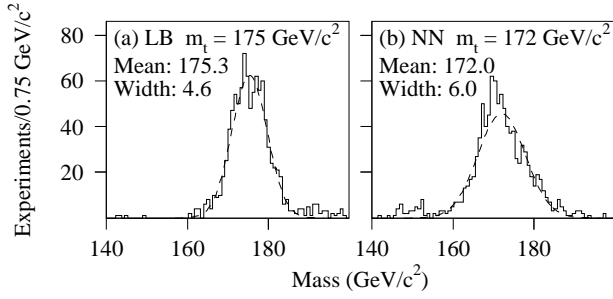 Experiments/0.75 GeV/c²
80
60
40
20
(a) LB mₜ = 175 GeV/c²
Mean: 175.3
Width: 4.6
(b) NN mₜ = 172 GeV/c²
Mean: 172.0
Width: 6.0
140 160 180 140 160 180
Mass (GeV/c²)